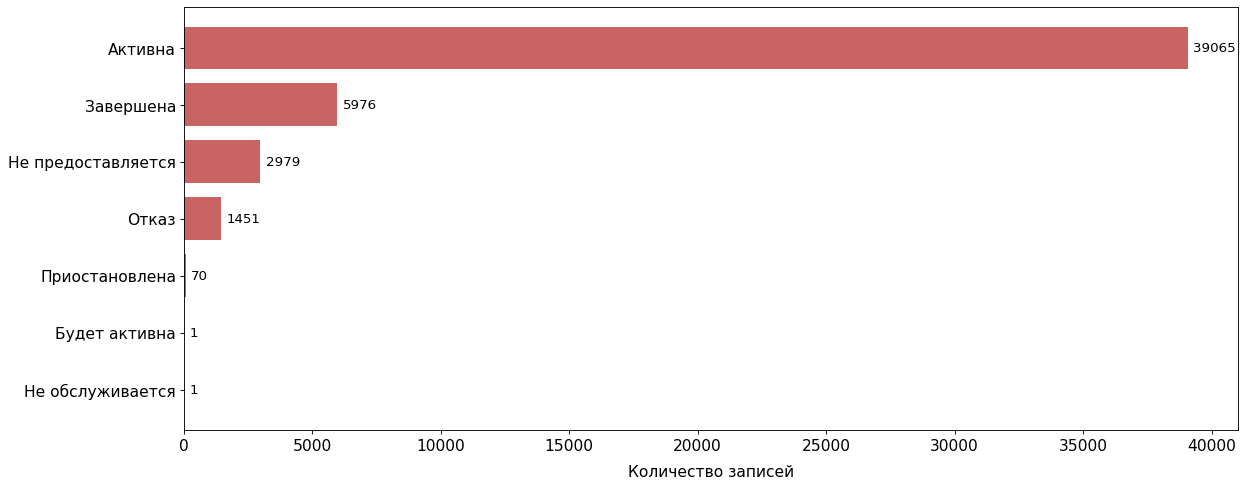 Активна 39065
Завершена 5976
Не предоставляется 2979
Отказ 1451
Приостановлена 70
Будет активна 1
Не обслуживается 1
0 5000 10000 15000 20000 25000 30000 35000 40000
Количество записей